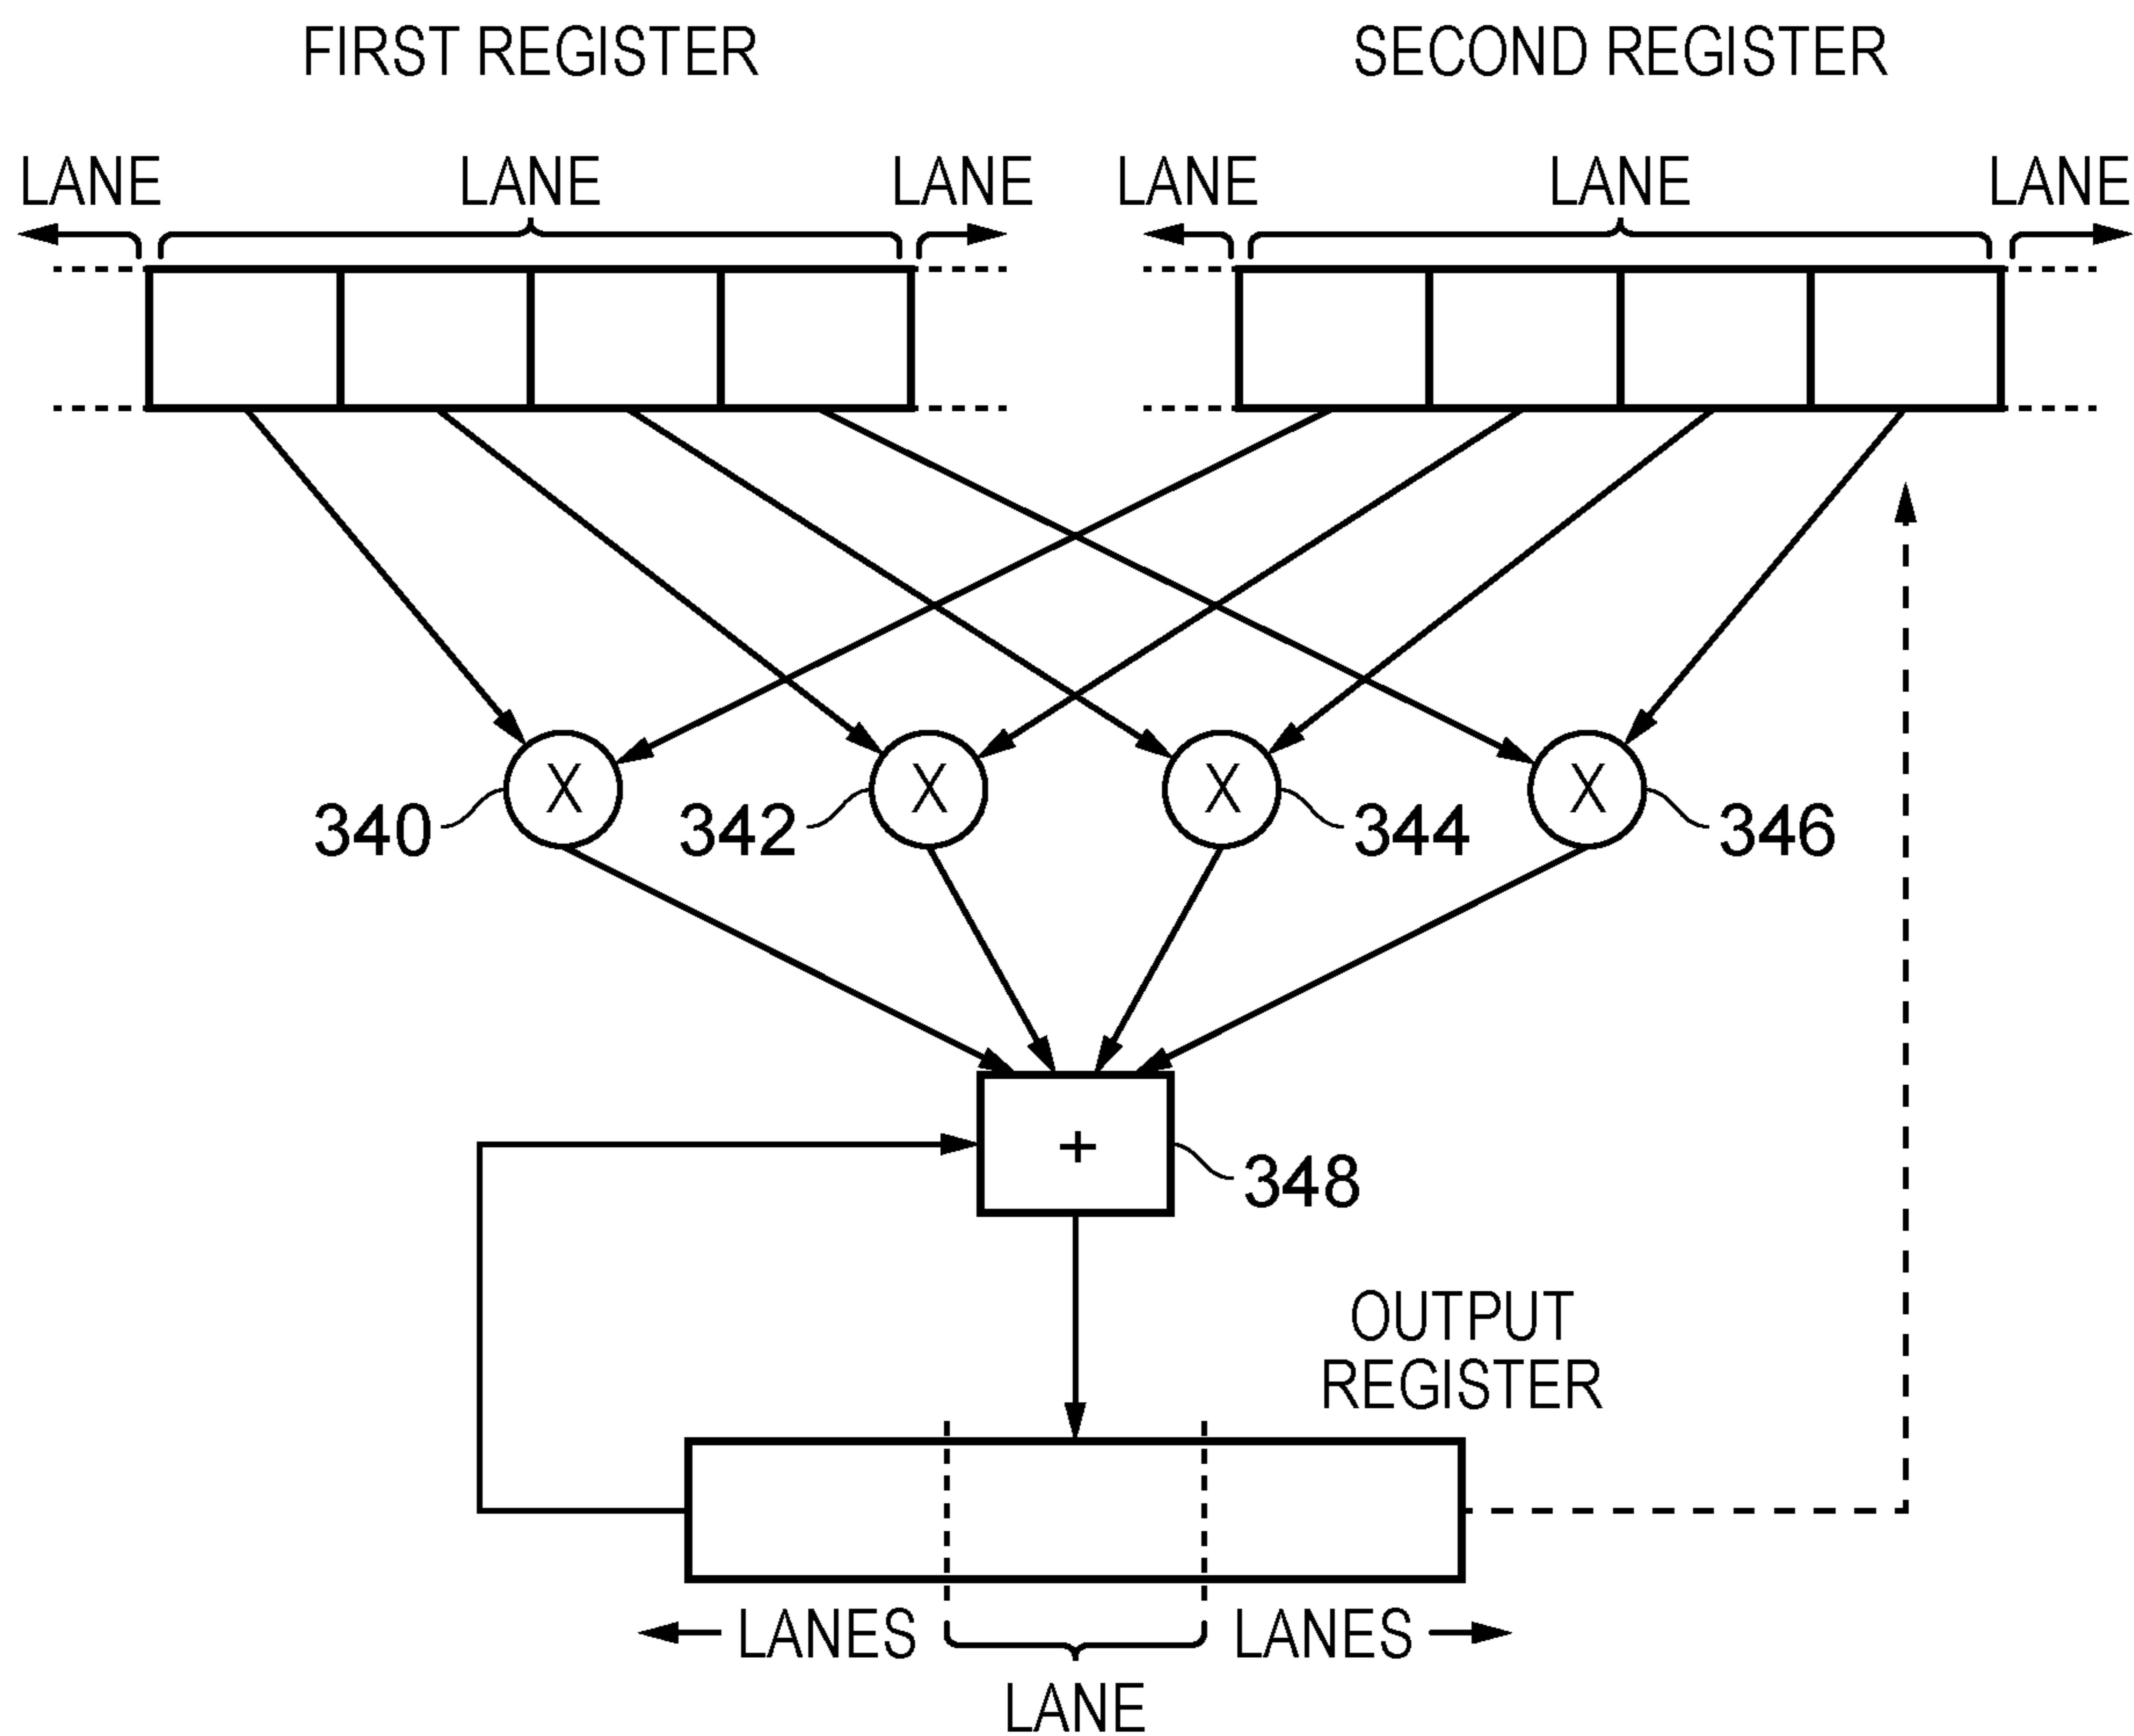 FIRST REGISTER
SECOND REGISTER
LANE
LANE
LANE
LANE
LANE
LANE
X
X
X
X
340
342
344
346
+
348
OUTPUT
REGISTER
LANES
LANES
LANE